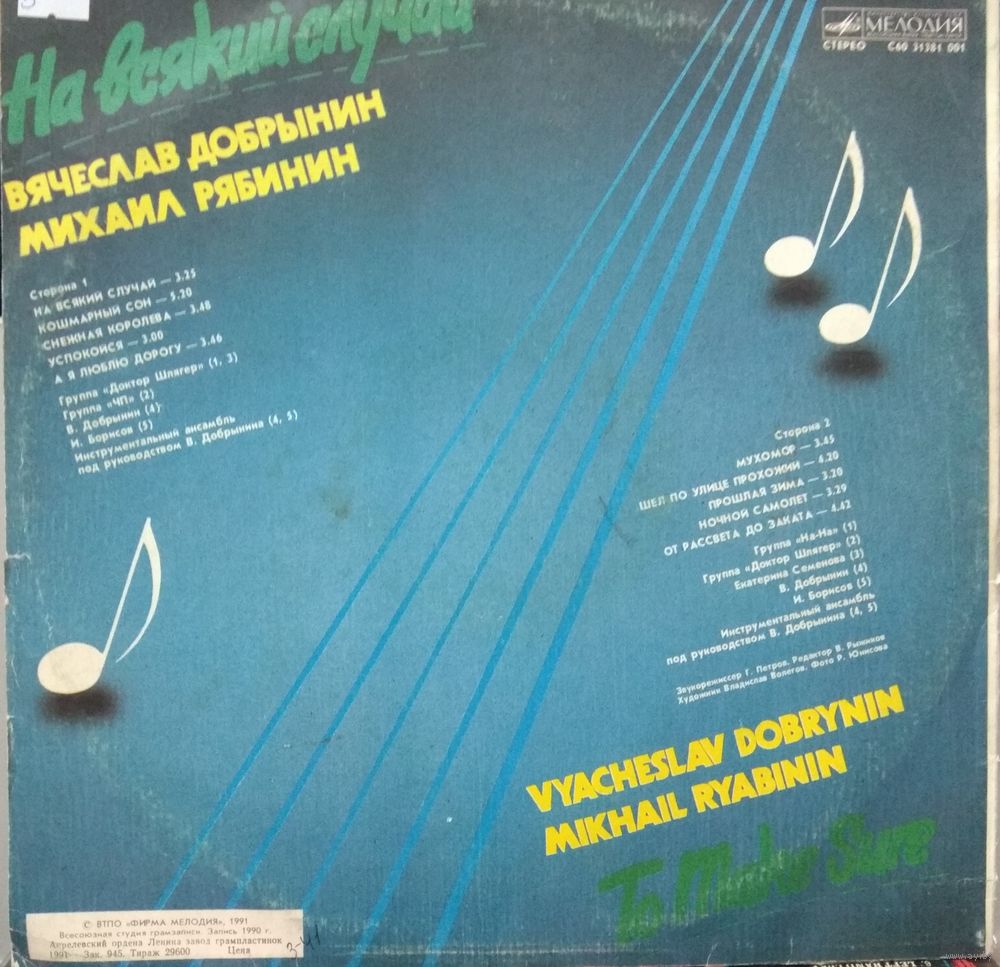 На всякий случай
МЕЛОДИЯ
СТЕРЕО С60 31381 001
ВЯЧЕСЛАВ ДОБРЫНИН
МИХАИЛ РЯБИНИН
Сторона 1
НА ВСЯКИЙ СЛУЧАЙ — 3.25
КОШМАРНЫЙ СОН — 5.20
СНЕЖНАЯ КОРОЛЕВА — 3.48
УСПОКОЙСЯ — 3.00
А Я ЛЮБЛЮ ДОРОГУ — 3.46
Группа «Доктор Шлягер» (1, 3)
Группа «ЧП» (2)
В. Добрынин (4)
И. Борисов (5)
Инструментальный ансамбль
под руководством В. Добрынина (4, 5)
Сторона 2
МУХОМОР — 3.45
ШЕЛ ПО УЛИЦЕ ПРОХОЖИЙ — 4.20
ПРОШЛАЯ ЗИМА — 3.20
НОЧНОЙ САМОЛЕТ — 3.29
ОТ РАССВЕТА ДО ЗАКАТА — 4.42
Группа «На-На» (1)
Группа «Доктор Шлягер» (2)
Екатерина Семенова (3)
В. Добрынин (4)
И. Борисов (5)
Инструментальный ансамбль
под руководством В. Добрынина (4, 5)
Звукорежиссер Г. Петров. Редактор В. Рыжиков
Художник Владислав Волегов. Фото Р. Юнисова
VYACHESLAV DOBRYNIN
MIKHAIL RYABININ
To Make Sure
© ВТПО «ФИРМА МЕЛОДИЯ», 1991
Всесоюзная студия грамзаписи. Запись 1990 г.
Апрелевский ордена Ленина завод грампластинок
1991 Зак. 945. Тираж 29600 Цена 3-41